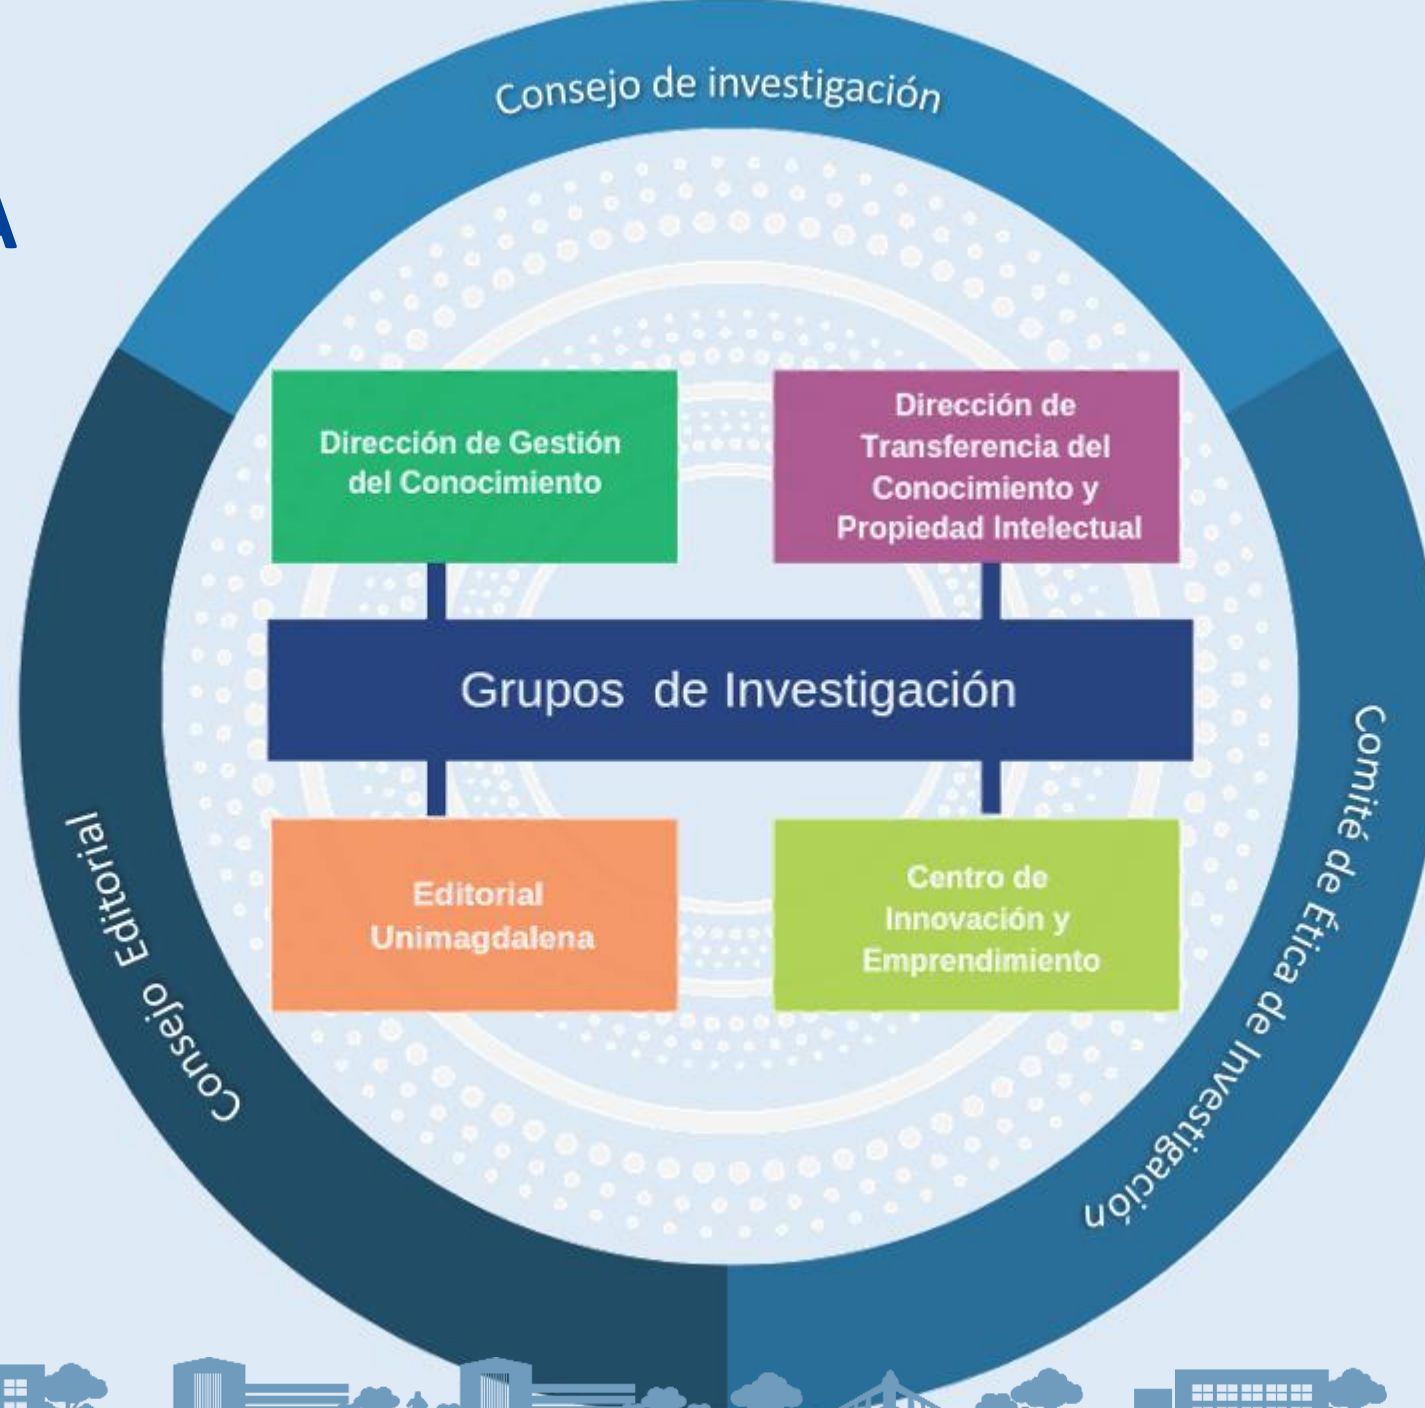 Consejo de investigación
A
Dirección de Gestión
del Conocimiento
Dirección de
Transferencia del
Conocimiento y
Propiedad Intelectual
Grupos de Investigación
Editorial
Unimagdalena
Centro de
Innovación y
Emprendimiento
Consejo Editorial
Comité de Ética de Investigación